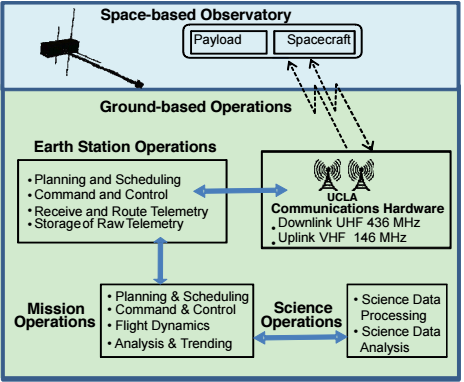 Space-based Observatory
Payload
Spacecraft
Ground-based Operations
Earth Station Operations
• Planning and Scheduling
• Command and Control
• Receive and Route Telemetry
• Storage of Raw Telemetry
UCLA
Communications Hardware
• Downlink UHF 436 MHz
• Uplink VHF 146 MHz
Mission
Operations
• Planning & Scheduling
• Command & Control
• Flight Dynamics
• Analysis & Trending
Science
Operations
• Science Data
Processing
• Science Data
Analysis